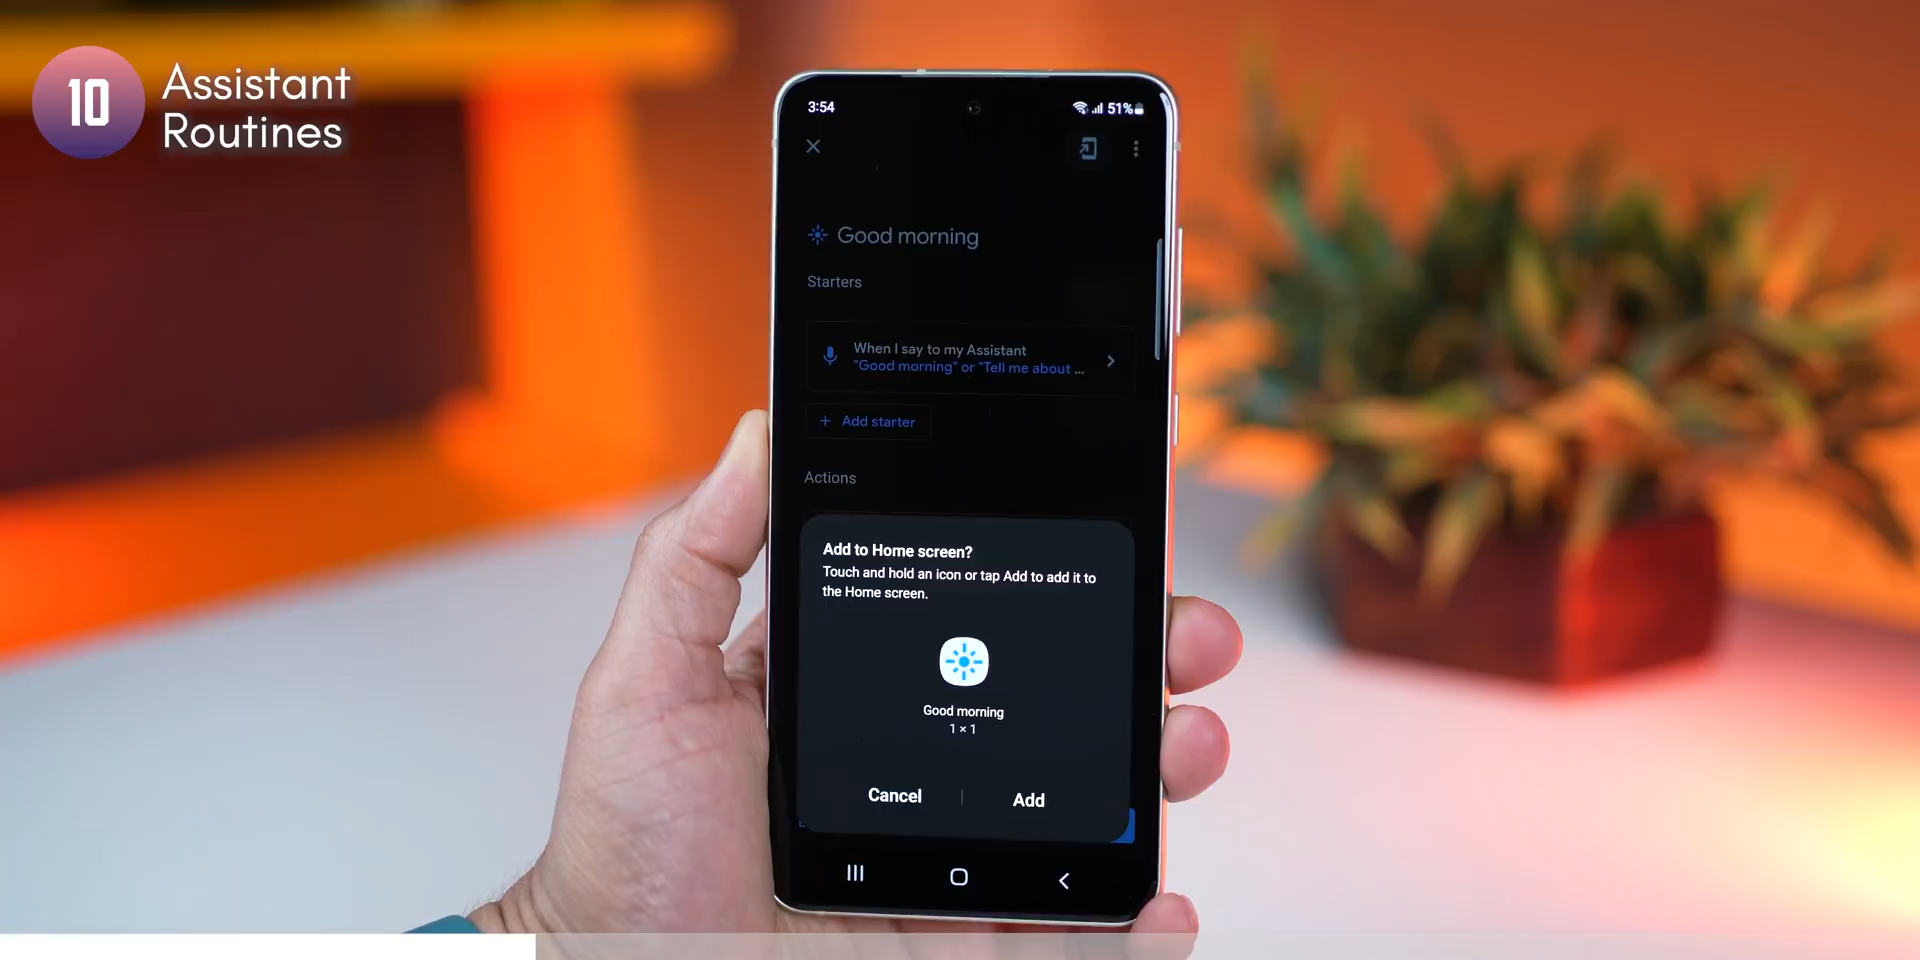 10
Assistant
Routines
3:54
51%
Good morning
Starters
When I say to my Assistant
"Good morning" or "Tell me about ...
+ Add starter
Actions
Add to Home screen?
Touch and hold an icon or tap Add to add it to
the Home screen.
Good morning
1 × 1
Cancel | Add